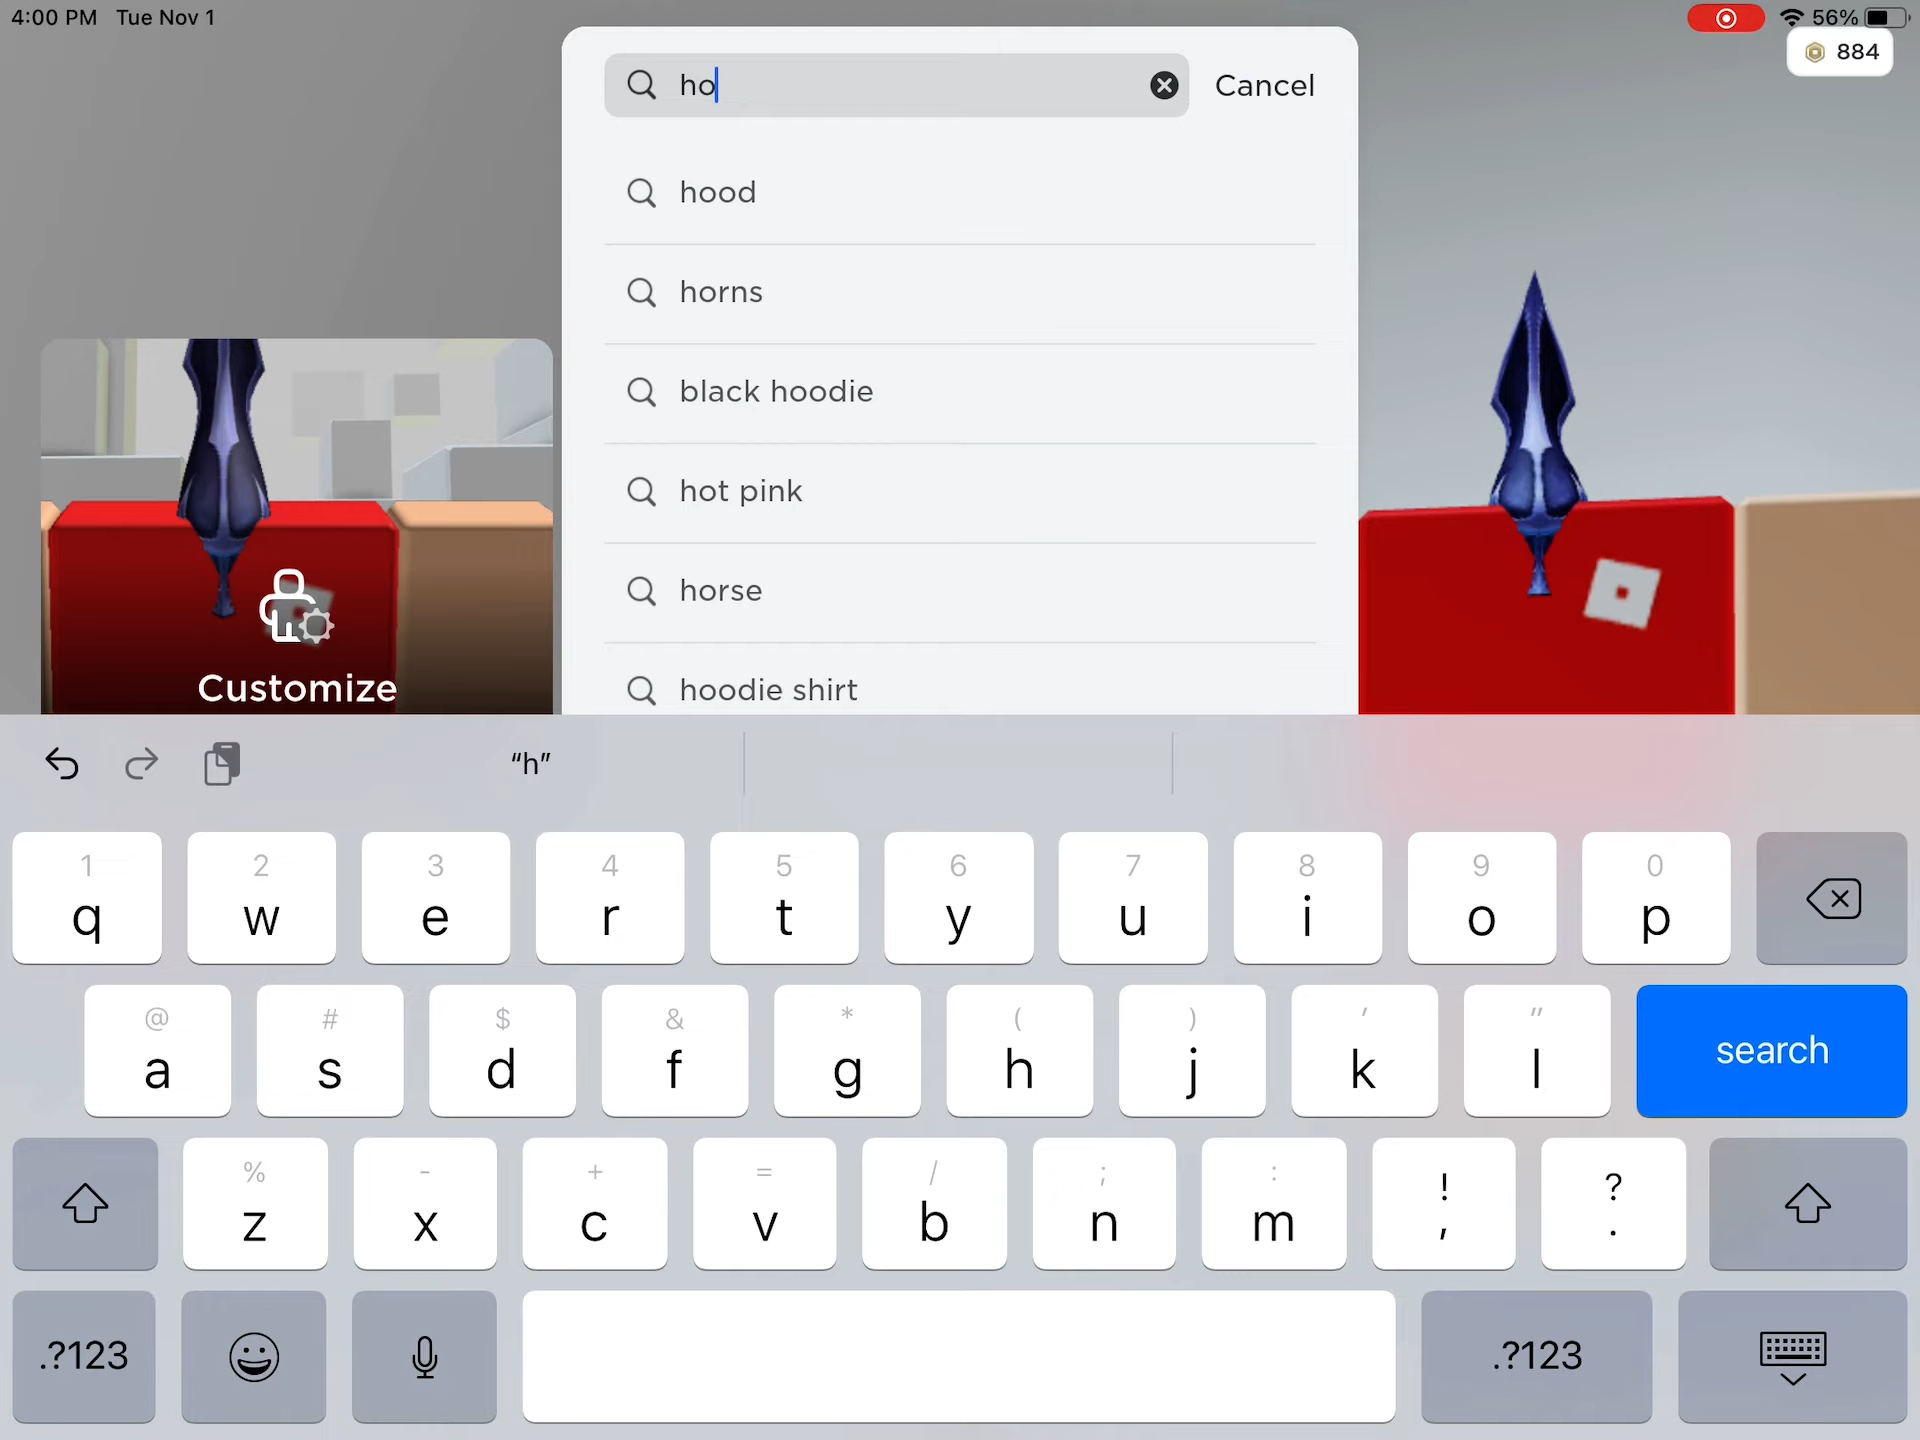 4:00 PM Tue Nov 1
56%
884
ho
Cancel
hood
horns
black hoodie
hot pink
horse
hoodie shirt
Customize
“h”
1 2 3 4 5 6 7 8 9 0
q w e r t y u i o p
@ # $ & * ( ) ' "
a s d f g h j k l
search
% - + = / ; : ! ?
z x c v b n m , .
.?123
.?123